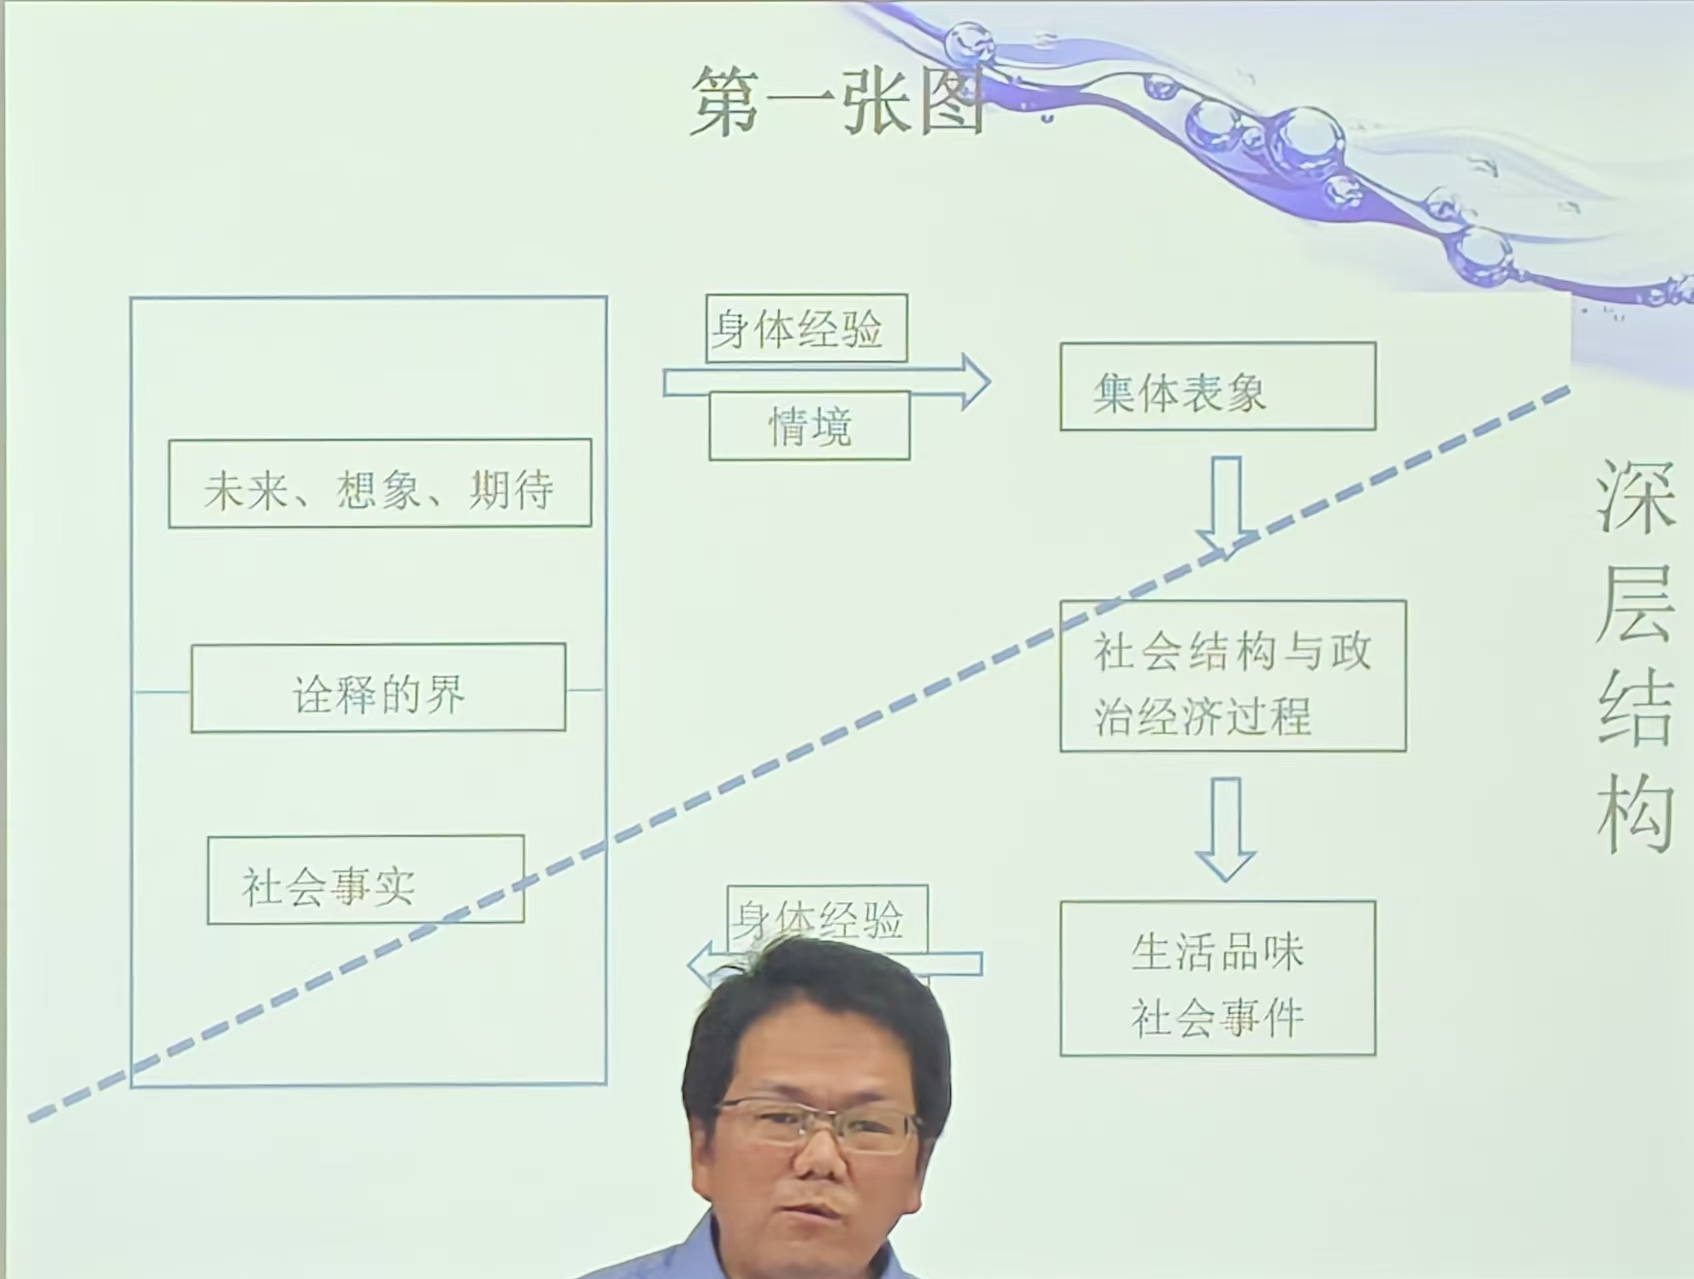 第一张图
身体经验
情境
集体表象
未来、想象、期待
诠释的界
社会事实
社会结构与政
治经济过程
身体经验
生活品味
社会事件
深层结构